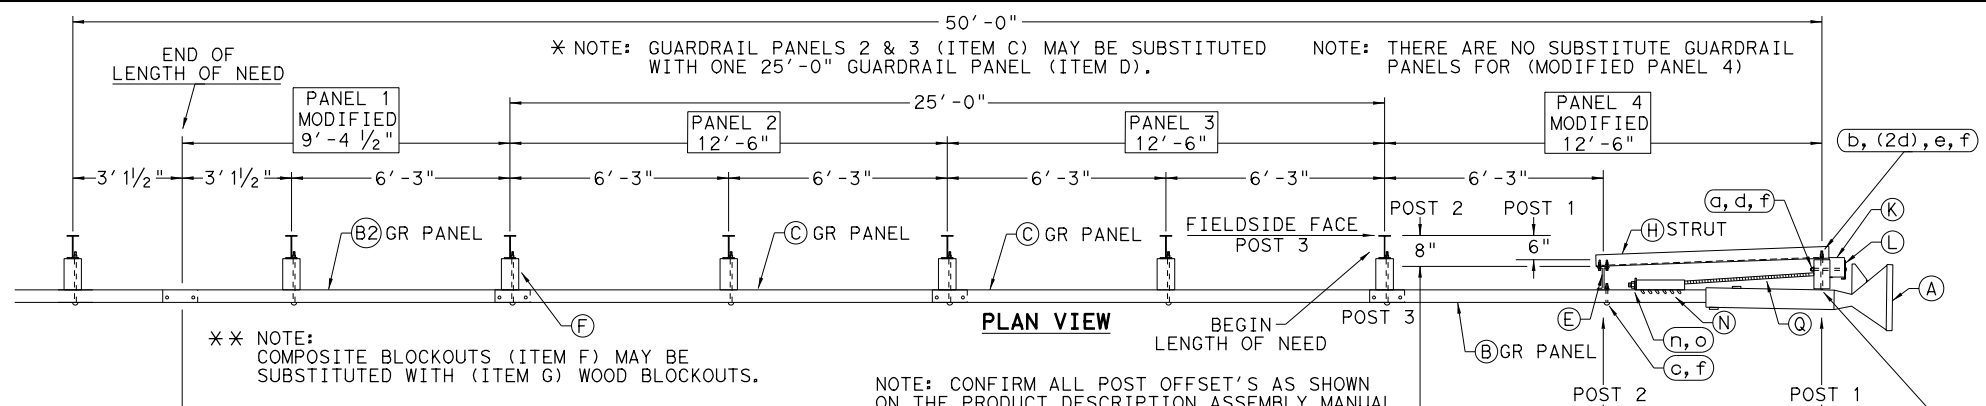 50'-0"
* NOTE: GUARDRAIL PANELS 2 & 3 (ITEM C) MAY BE SUBSTITUTED
WITH ONE 25'-0" GUARDRAIL PANEL (ITEM D).
NOTE: THERE ARE NO SUBSTITUTE GUARDRAIL
PANELS FOR (MODIFIED PANEL 4)
END OF
LENGTH OF NEED
PANEL 1
MODIFIED
9'-4 1/2"
25'-0"
PANEL 2
12'-6"
PANEL 3
12'-6"
PANEL 4
MODIFIED
12'-6"
b, (2d), e, f
3' 1 1/2"
3' 1 1/2"
6'-3"
6'-3"
6'-3"
6'-3"
6'-3"
6'-3"
B2 GR PANEL
C GR PANEL
C GR PANEL
FIELDSIDE FACE
POST 3
POST 2
8"
POST 1
6"
H STRUT
a, d, f
K
L
A
F
PLAN VIEW
BEGIN
LENGTH OF NEED
POST 3
B GR PANEL
E
N
Q
n, o
c, f
POST 2
POST 1
** NOTE:
COMPOSITE BLOCKOUTS (ITEM F) MAY BE
SUBSTITUTED WITH (ITEM G) WOOD BLOCKOUTS.
NOTE: CONFIRM ALL POST OFFSET'S AS SHOWN
ON THE PRODUCT DESCRIPTION ASSEMBLY MANUAL